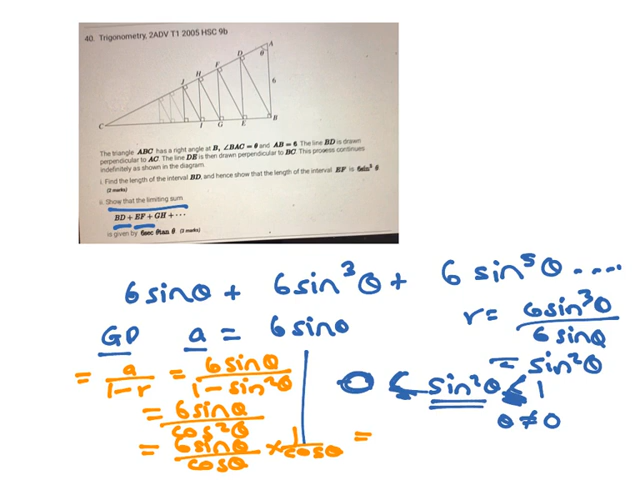 40. Trigonometry, 2ADV T1 2005 HSC 9b
A
D
θ
F
H
J
6
C
I
G
E
B
The triangle ABC has a right angle at B, ∠BAC = θ and AB = 6. The line BD is drawn
perpendicular to AC. The line DE is then drawn perpendicular to BC. This process continues
indefinitely as shown in the diagram.
i. Find the length of the interval BD, and hence show that the length of the interval EF is 6sin³ θ
(2 marks)
ii. Show that the limiting sum
BD + EF + GH + ⋯
is given by 6sec θtan θ (3 marks)
6 sinθ + 6 sin³θ + 6 sin⁵θ .....
GP a = 6 sinθ
r = 6sin³θ / 6 sinθ
= sin²θ
= a/(1-r) = 6sinθ/(1-sin²θ)
0 < sin²θ < 1
= 6sinθ/cos²θ
θ ≠ 0
= 6sinθ/cosθ × 1/cosθ =